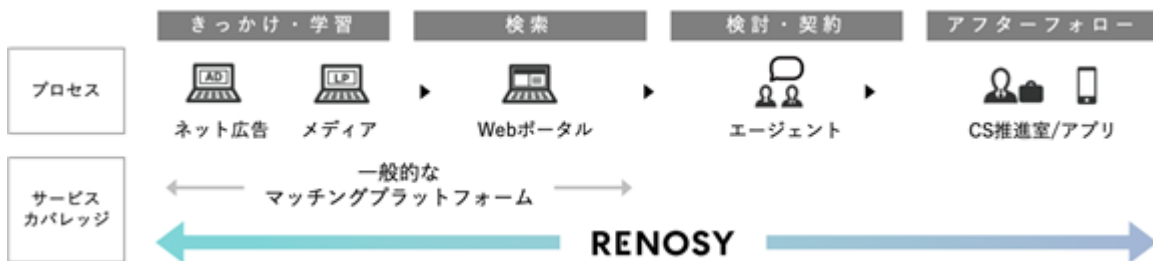 きっかけ・学習
検索
検討・契約
アフターフォロー
プロセス
AD
LP
ネット広告
メディア
Webポータル
エージェント
CS推進室/アプリ
サービス
カバレッジ
一般的な
マッチングプラットフォーム
RENOSY